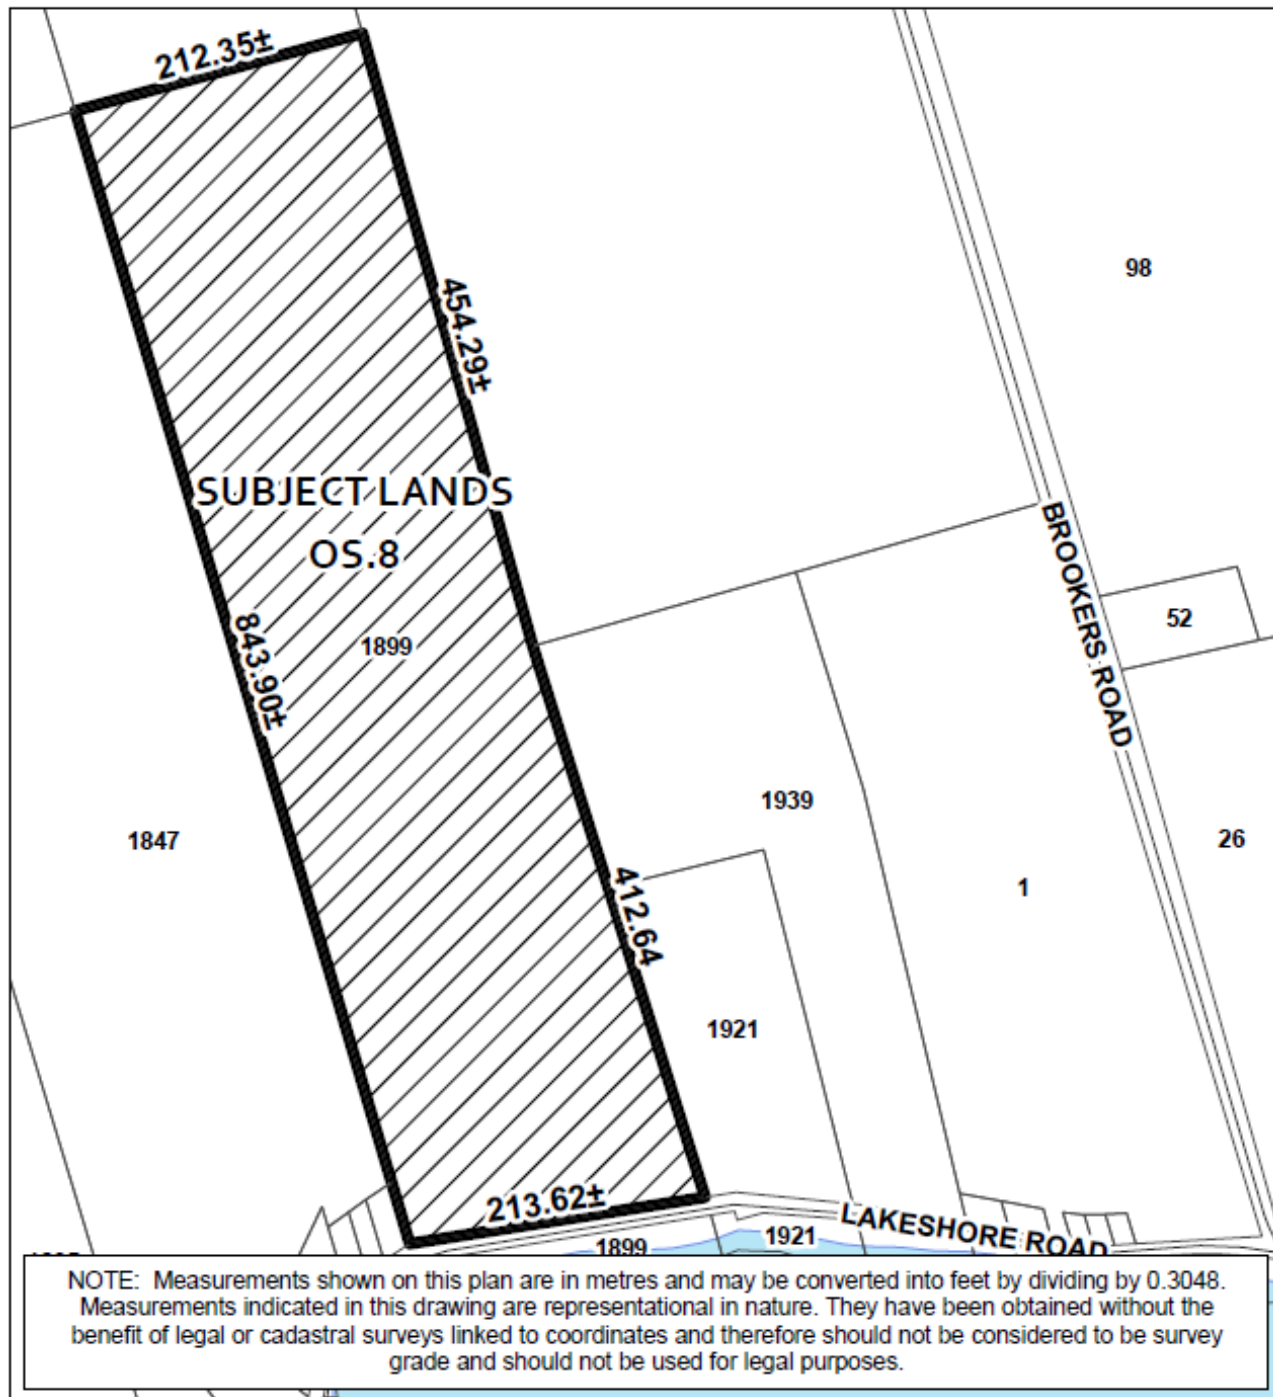 212.35±
454.29±
98
SUBJECT LANDS
OS.8
BROOKERS ROAD
52
843.90±
1899
1939
1847
26
1
412.64
1921
213.62±
LAKESHORE ROAD
1921
1899
NOTE: Measurements shown on this plan are in metres and may be converted into feet by dividing by 0.3048.
Measurements indicated in this drawing are representational in nature. They have been obtained without the
benefit of legal or cadastral surveys linked to coordinates and therefore should not be considered to be survey
grade and should not be used for legal purposes.